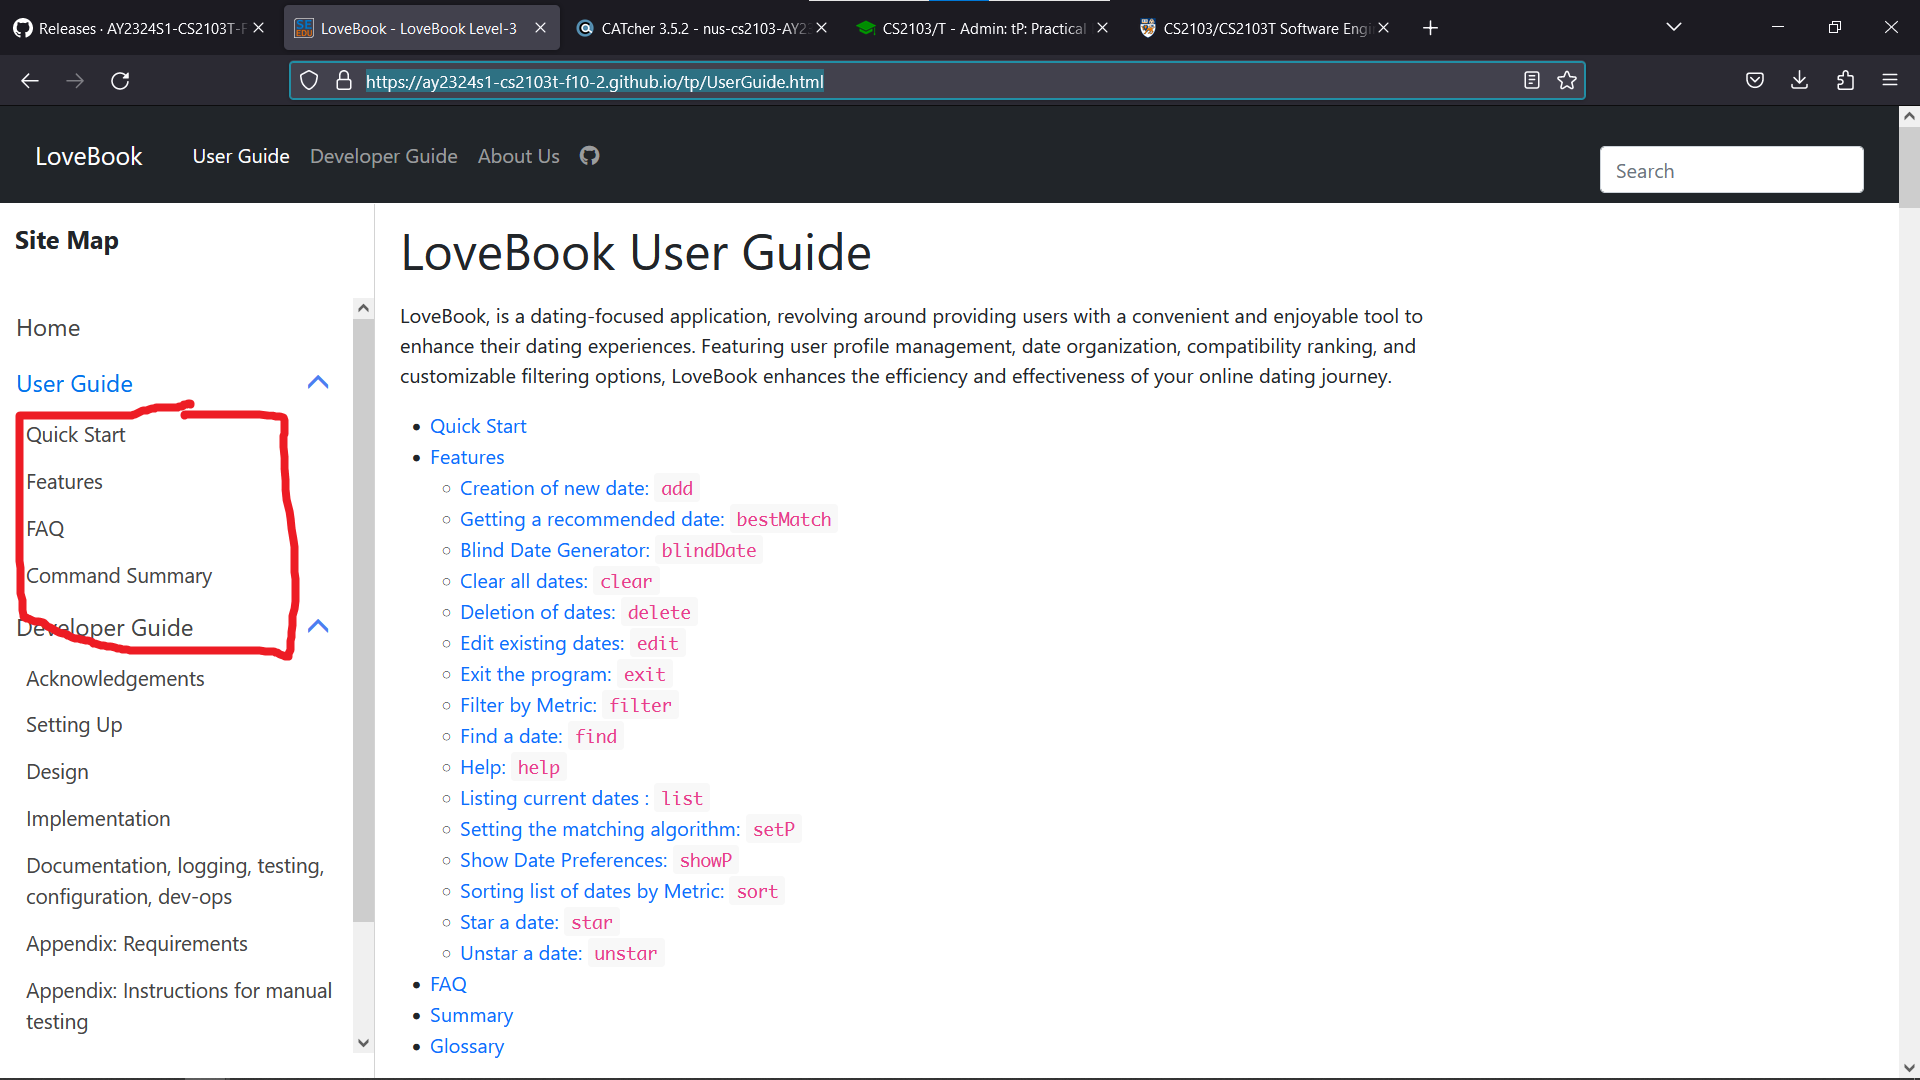 Releases · AY2324S1-CS2103T-F
LoveBook - LoveBook Level-3
CATcher 3.5.2 - nus-cs2103-AY23
CS2103/T - Admin: tP: Practical
CS2103/CS2103T Software Engi
https://ay2324s1-cs2103t-f10-2.github.io/tp/UserGuide.html
LoveBook User Guide Developer Guide About Us
Search
Site Map
Home
User Guide
Quick Start
Features
FAQ
Command Summary
Developer Guide
Acknowledgements
Setting Up
Design
Implementation
Documentation, logging, testing,
configuration, dev-ops
Appendix: Requirements
Appendix: Instructions for manual
testing
LoveBook User Guide
LoveBook, is a dating-focused application, revolving around providing users with a convenient and enjoyable tool to
enhance their dating experiences. Featuring user profile management, date organization, compatibility ranking, and
customizable filtering options, LoveBook enhances the efficiency and effectiveness of your online dating journey.
Quick Start
Features
Creation of new date: add
Getting a recommended date: bestMatch
Blind Date Generator: blindDate
Clear all dates: clear
Deletion of dates: delete
Edit existing dates: edit
Exit the program: exit
Filter by Metric: filter
Find a date: find
Help: help
Listing current dates : list
Setting the matching algorithm: setP
Show Date Preferences: showP
Sorting list of dates by Metric: sort
Star a date: star
Unstar a date: unstar
FAQ
Summary
Glossary